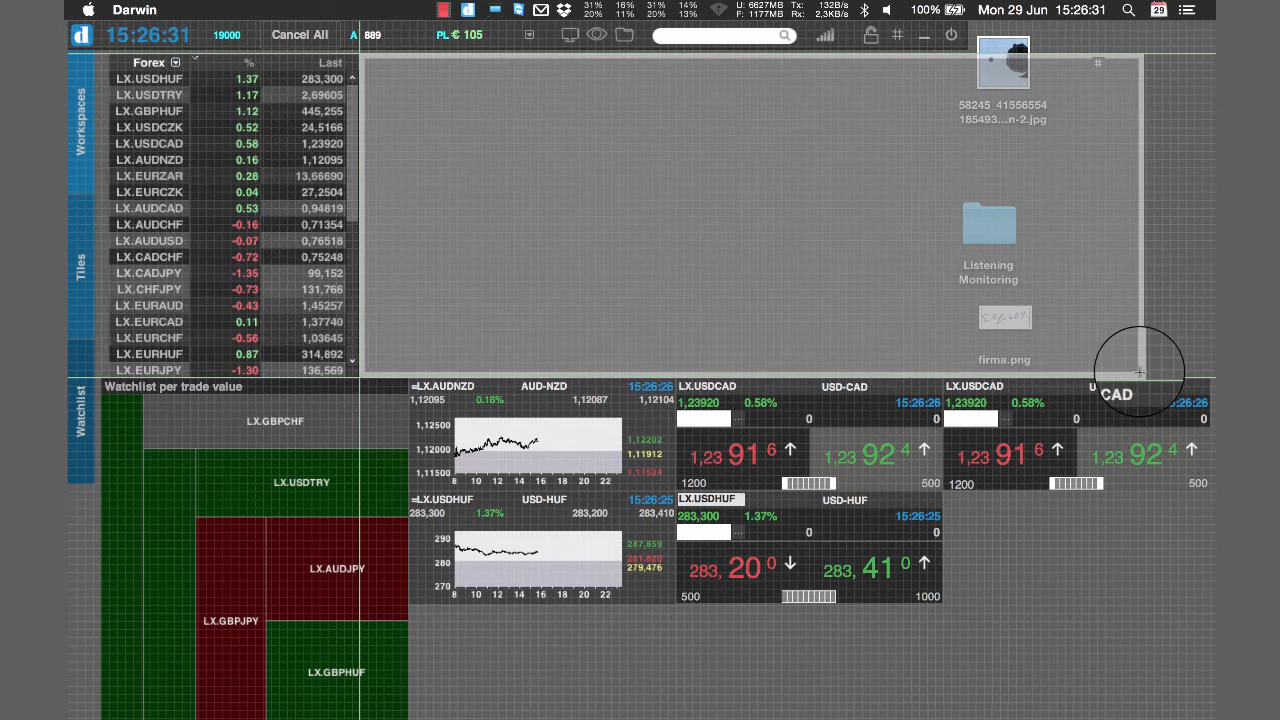 Darwin
31% 20%
16% 11%
31% 20%
14% 13%
U: 6627MB
F: 1177MB
Tx: 132B/s
Rx: 2,3KB/s
100%
Mon 29 Jun 15:26:31
29
d
15:26:31
19000
Cancel All
A 889
PL € 105
Workspaces
Tiles
Watchlist
Forex % Last
LX.USDHUF 1.37 283,300
LX.USDTRY 1.17 2,69605
LX.GBPHUF 1.12 445,255
LX.USDCZK 0.52 24,5166
LX.USDCAD 0.58 1,23920
LX.AUDNZD 0.16 1,12095
LX.EURZAR 0.28 13,66690
LX.EURCZK 0.04 27,2504
LX.AUDCAD 0.53 0,94819
LX.AUDCHF -0.16 0,71354
LX.AUDUSD -0.07 0,76518
LX.CADCHF -0.72 0,75248
LX.CADJPY -1.35 99,152
LX.CHFJPY -0.73 131,766
LX.EURAUD -0.43 1,45257
LX.EURCAD 0.11 1,37740
LX.EURCHF -0.56 1,03645
LX.EURHUF 0.87 314,892
LX.EURJPY -1.30 136,569
58245 41556554
185493...n-2.jpg
Listening
Monitoring
firma.png
CAD
Watchlist per trade value
LX.GBPCHF
LX.USDTRY
LX.AUDJPY
LX.GBPJPY
LX.GBPHUF
=LX.AUDNZD AUD-NZD 15:26:26
1,12095 0.16% 1,12087 1,12104
1,12500
1,12000
1,11500
1,12202
1,11912
1,11534
8 10 12 14 16 18 20 22
=LX.USDHUF USD-HUF 15:26:25
283,300 1.37% 283,200 283,410
290
280
270
287,859
281,820
279,476
8 10 12 14 16 18 20 22
LX.USDCAD USD-CAD
1,23920 0.58% 15:26:26
0 0
1,23 91 6 1,23 92 4
1200 500
LX.USDCAD U
1,23920 0.58% :26:26
0 0
1,23 91 6 1,23 92 4
1200 500
LX.USDHUF USD-HUF
283,300 1.37% 15:26:25
0 0
283, 20 0 283, 41 0
500 1000